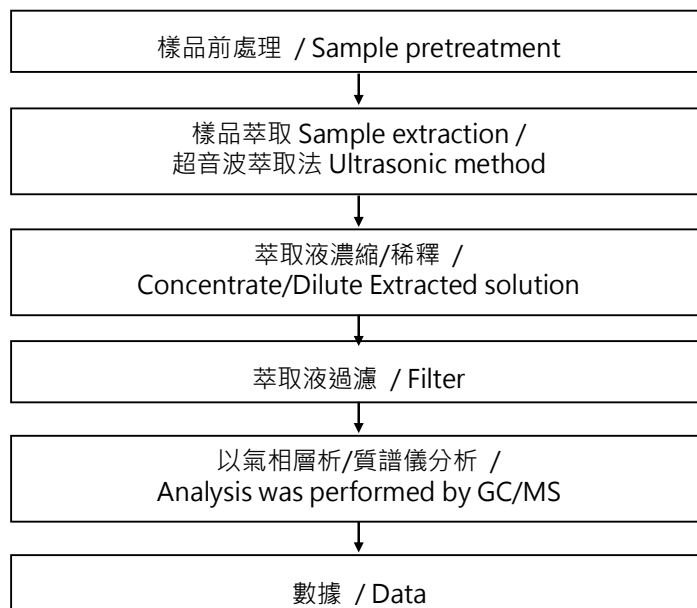 樣品前處理 / Sample pretreatment
樣品萃取 Sample extraction /
超音波萃取法 Ultrasonic method
萃取液濃縮/稀釋 /
Concentrate/Dilute Extracted solution
萃取液過濾 / Filter
以氣相層析/質譜儀分析 /
Analysis was performed by GC/MS
數據 / Data